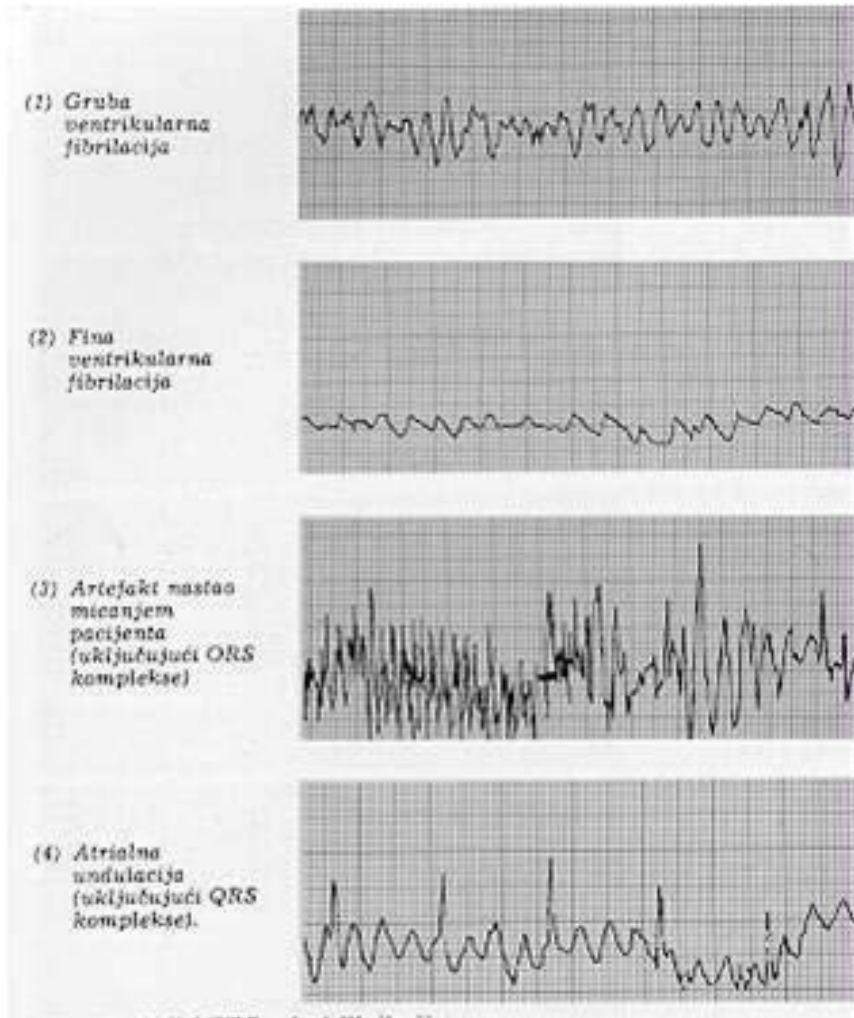 (1) Gruba
ventrikularna
fibrilacija
(2) Fina
ventrikularna
fibrilacija
(3) Artefakt nastao
micanjem
pacijenta
(uključujući ORS
komplekse)
(4) Atrialna
undulacija
(uključujući QRS
komplekse).